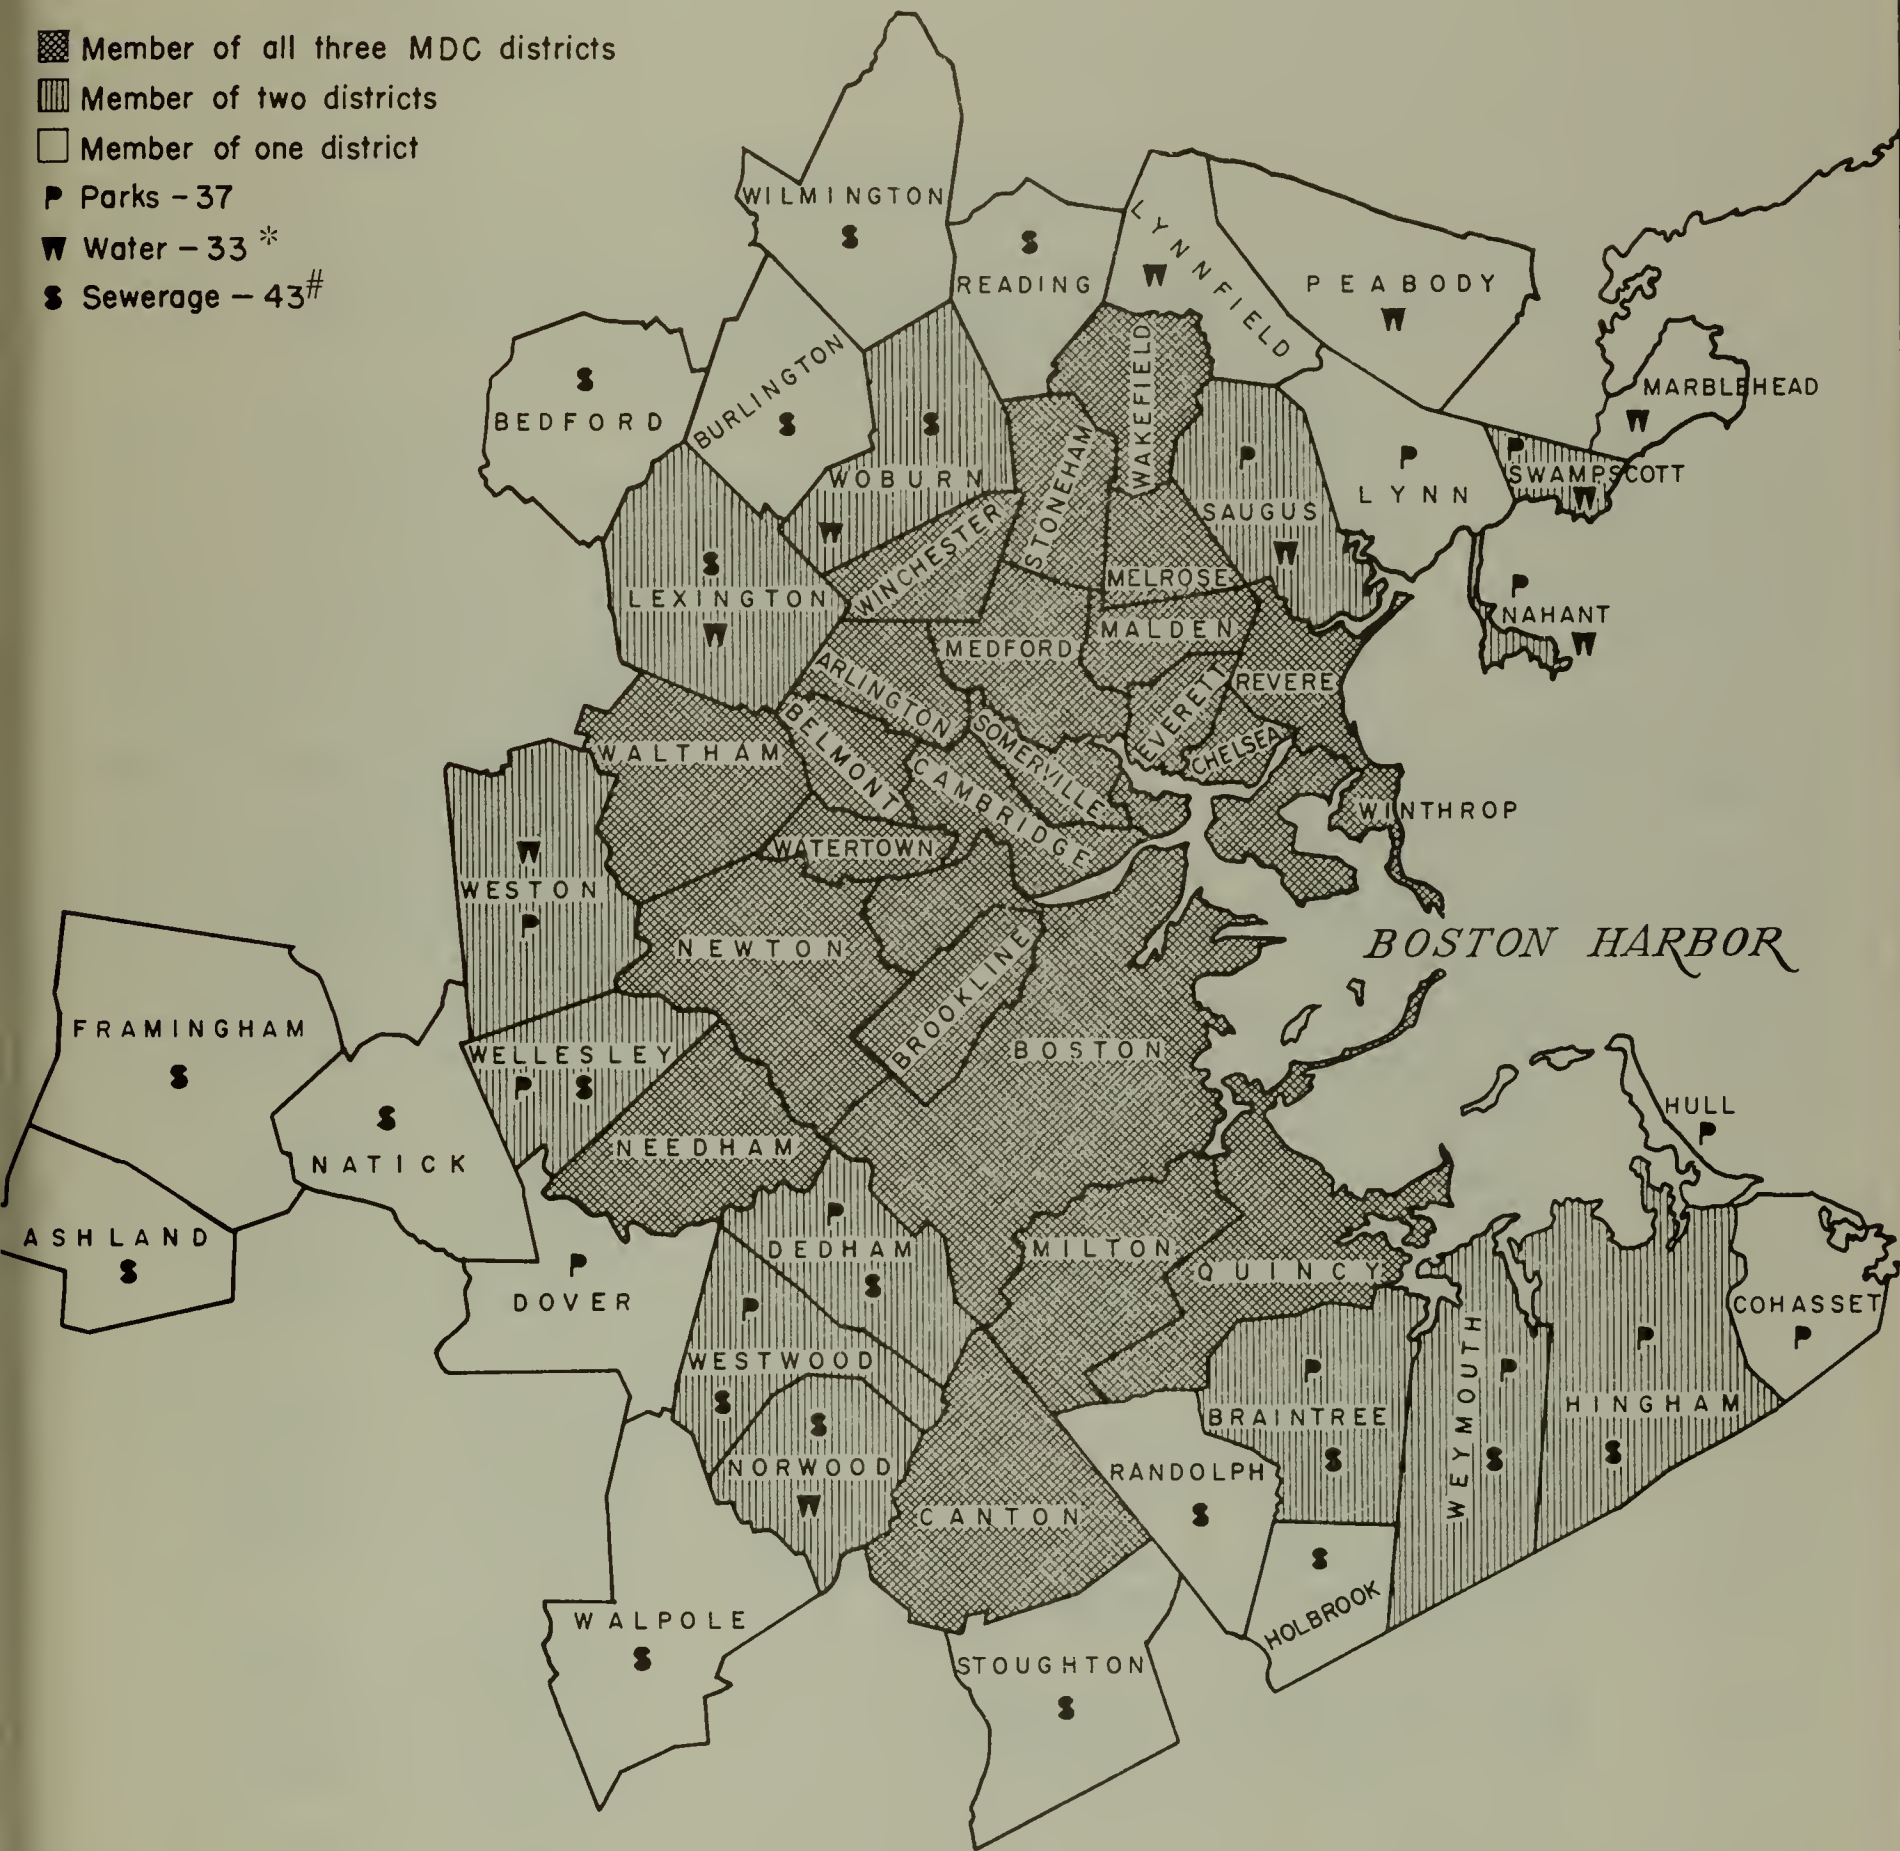 Member of all three MDC districts
Member of two districts
Member of one district
P Parks - 37
W Water - 33 *
S Sewerage - 43#
WILMINGTON
S
S
READING
LYNNFIELD
W
PEABODY
W
MARBLEHEAD
W
S
BEDFORD
BURLINGTON
S
S
WOBURN
W
STONEHAM
WAKEFIELD
P
SAUGUS
W
P
LYNN
P
SWAMPSCOTT
W
S
LEXINGTON
W
WINCHESTER
MELROSE
P
NAHANT
W
MEDFORD
MALDEN
ARLINGTON
EVERETT
REVERE
WALTHAM
BELMONT
SOMERVILLE
CHELSEA
CAMBRIDGE
WINTHROP
WATERTOWN
W
WESTON
P
NEWTON
BROOKLINE
BOSTON HARBOR
FRAMINGHAM
S
WELLESLEY
P S
BOSTON
S
NATICK
NEEDHAM
HULL
P
ASHLAND
S
P
DOVER
P
DEDHAM
S
MILTON
QUINCY
P
WESTWOOD
S
COHASSET
P
S
NORWOOD
W
CANTON
RANDOLPH
S
P
BRAINTREE
S
P
WEYMOUTH
S
P
HINGHAM
S
S
HOLBROOK
WALPOLE
S
STOUGHTON
S